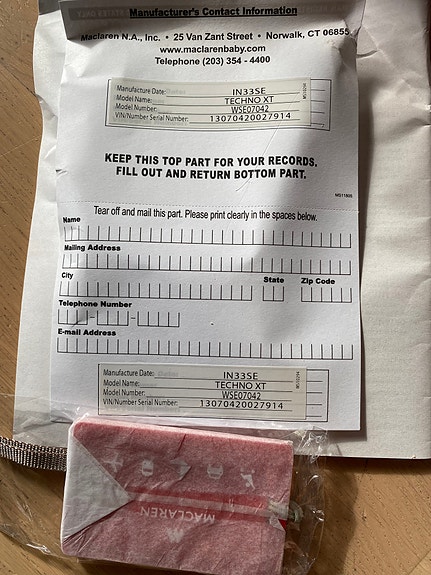 Manufacturer's Contact Information
Maclaren N.A., Inc. • 25 Van Zant Street • Norwalk, CT 06855
www.maclarenbaby.com
Telephone (203) 354 - 4400
Manufacture Date: IN33SE
Model Name: TECHNO XT
Model Number: WSE07042
VIN/Number Serial Number: 13070420027914
KEEP THIS TOP PART FOR YOUR RECORDS.
FILL OUT AND RETURN BOTTOM PART.
Tear off and mail this part. Please print clearly in the spaces below.
Name
Mailing Address
City State Zip Code
Telephone Number
E-mail Address
Manufacture Date: IN33SE
Model Name: TECHNO XT
Model Number: WSE07042
VIN/Number Serial Number: 13070420027914
MACLAREN